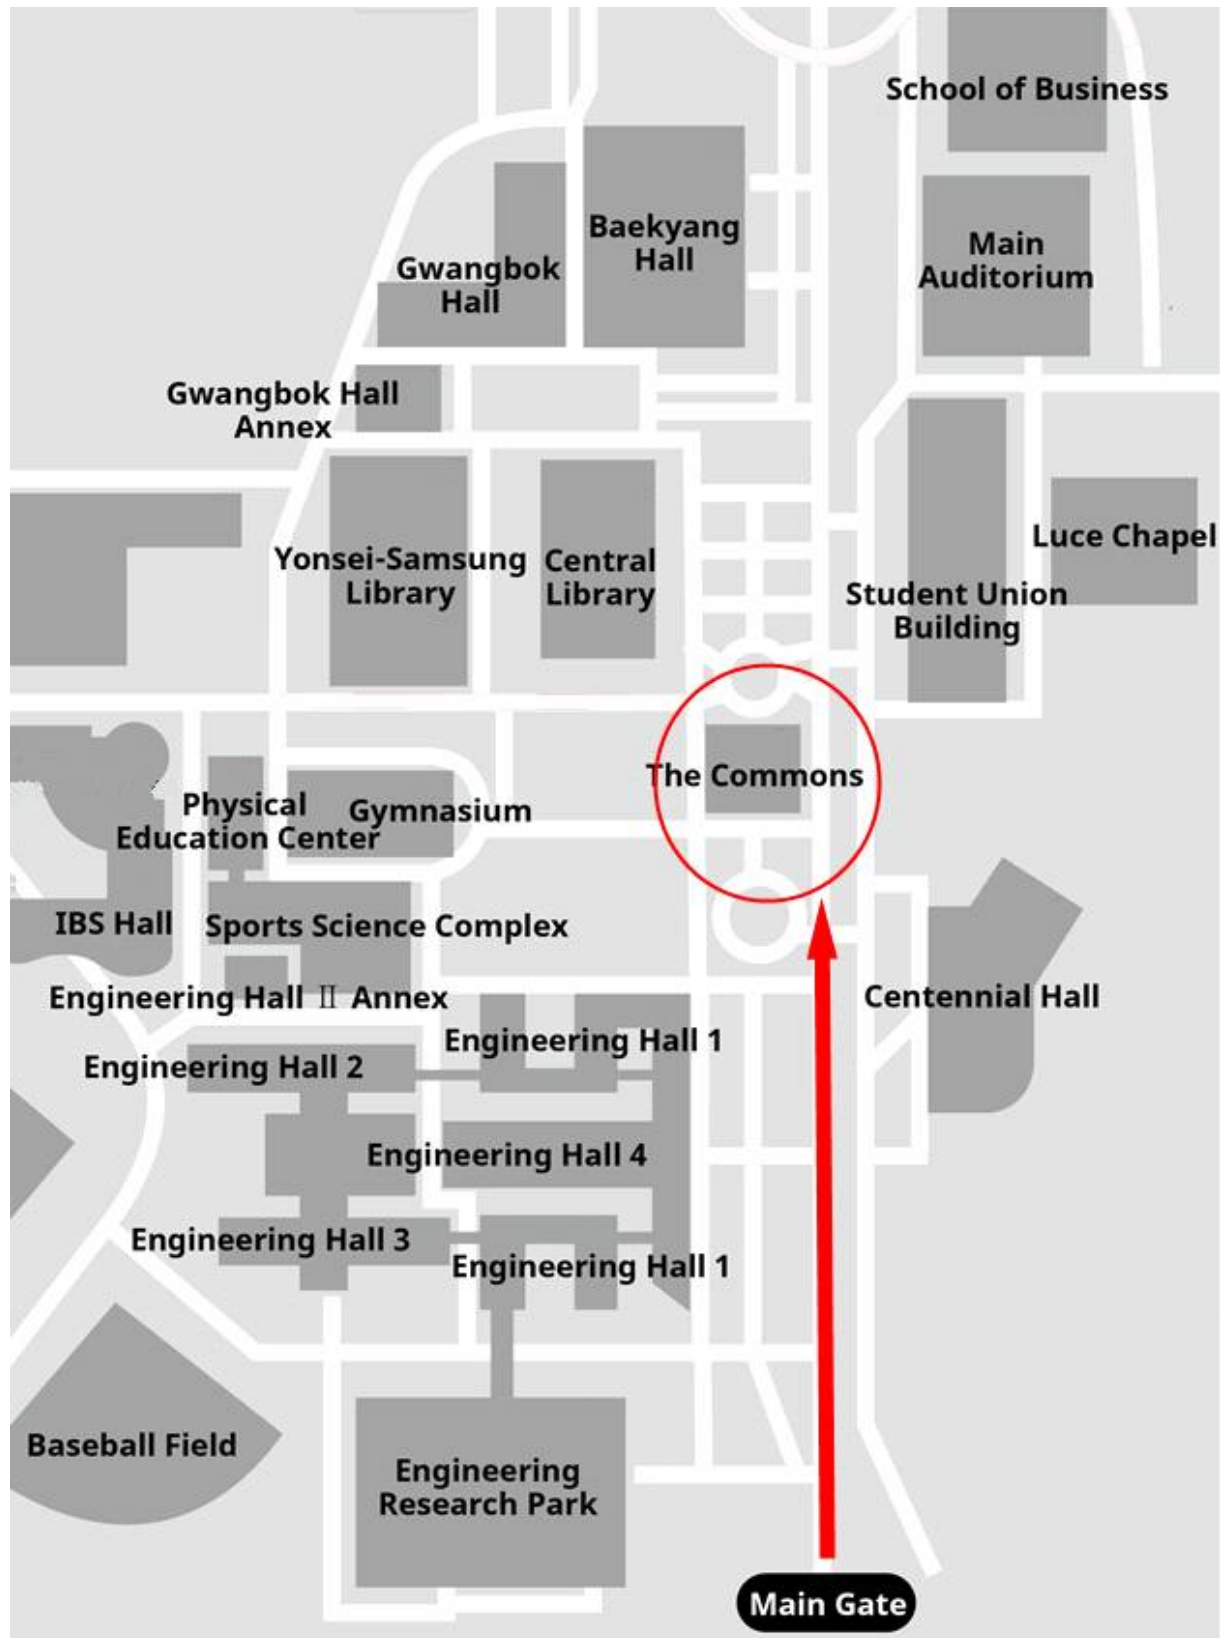 School of Business
Baekyang
Hall
Main
Auditorium
Gwangbok
Hall
Gwangbok Hall
Annex
Yonsei-Samsung
Library
Central
Library
Luce Chapel
Student Union
Building
The Commons
Physical
Education Center
Gymnasium
IBS Hall
Sports Science Complex
Engineering Hall Ⅱ Annex
Centennial Hall
Engineering Hall 1
Engineering Hall 2
Engineering Hall 4
Engineering Hall 3
Engineering Hall 1
Baseball Field
Engineering
Research Park
Main Gate